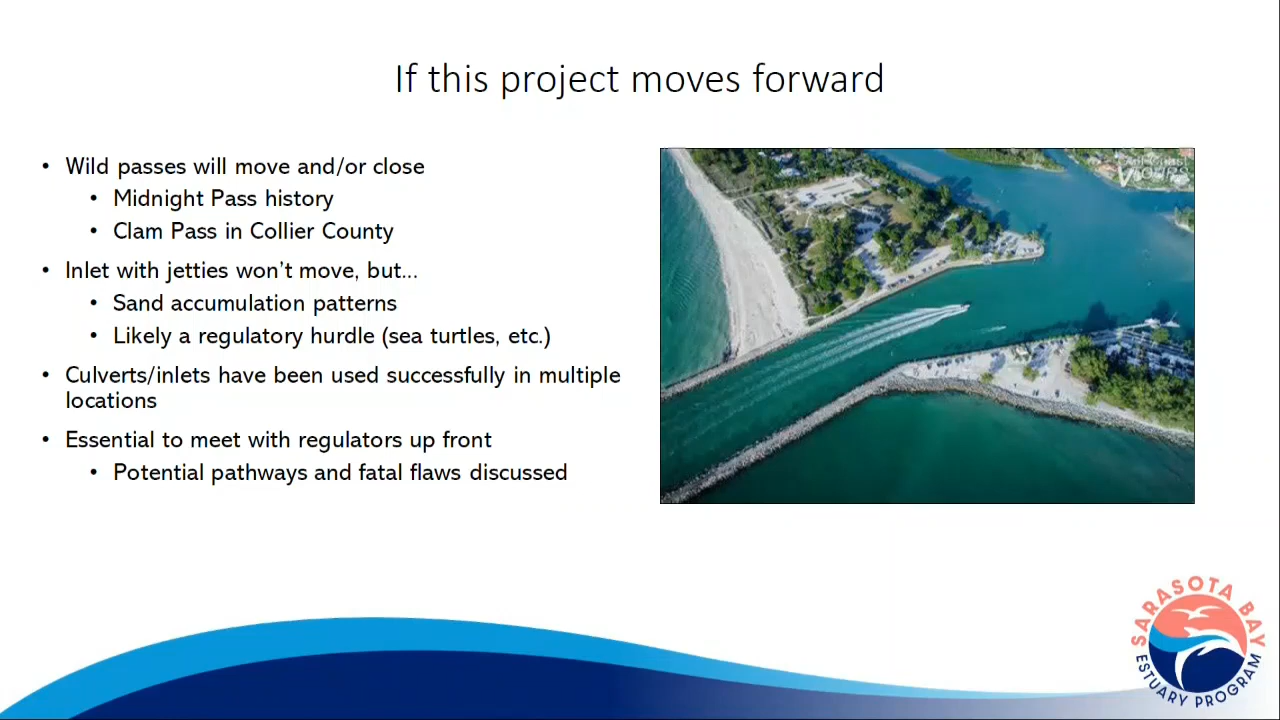 If this project moves forward
• Wild passes will move and/or close
• Midnight Pass history
• Clam Pass in Collier County
• Inlet with jetties won't move, but...
• Sand accumulation patterns
• Likely a regulatory hurdle (sea turtles, etc.)
• Culverts/inlets have been used successfully in multiple
locations
• Essential to meet with regulators up front
• Potential pathways and fatal flaws discussed
SARASOTA BAY
ESTUARY PROGRAM